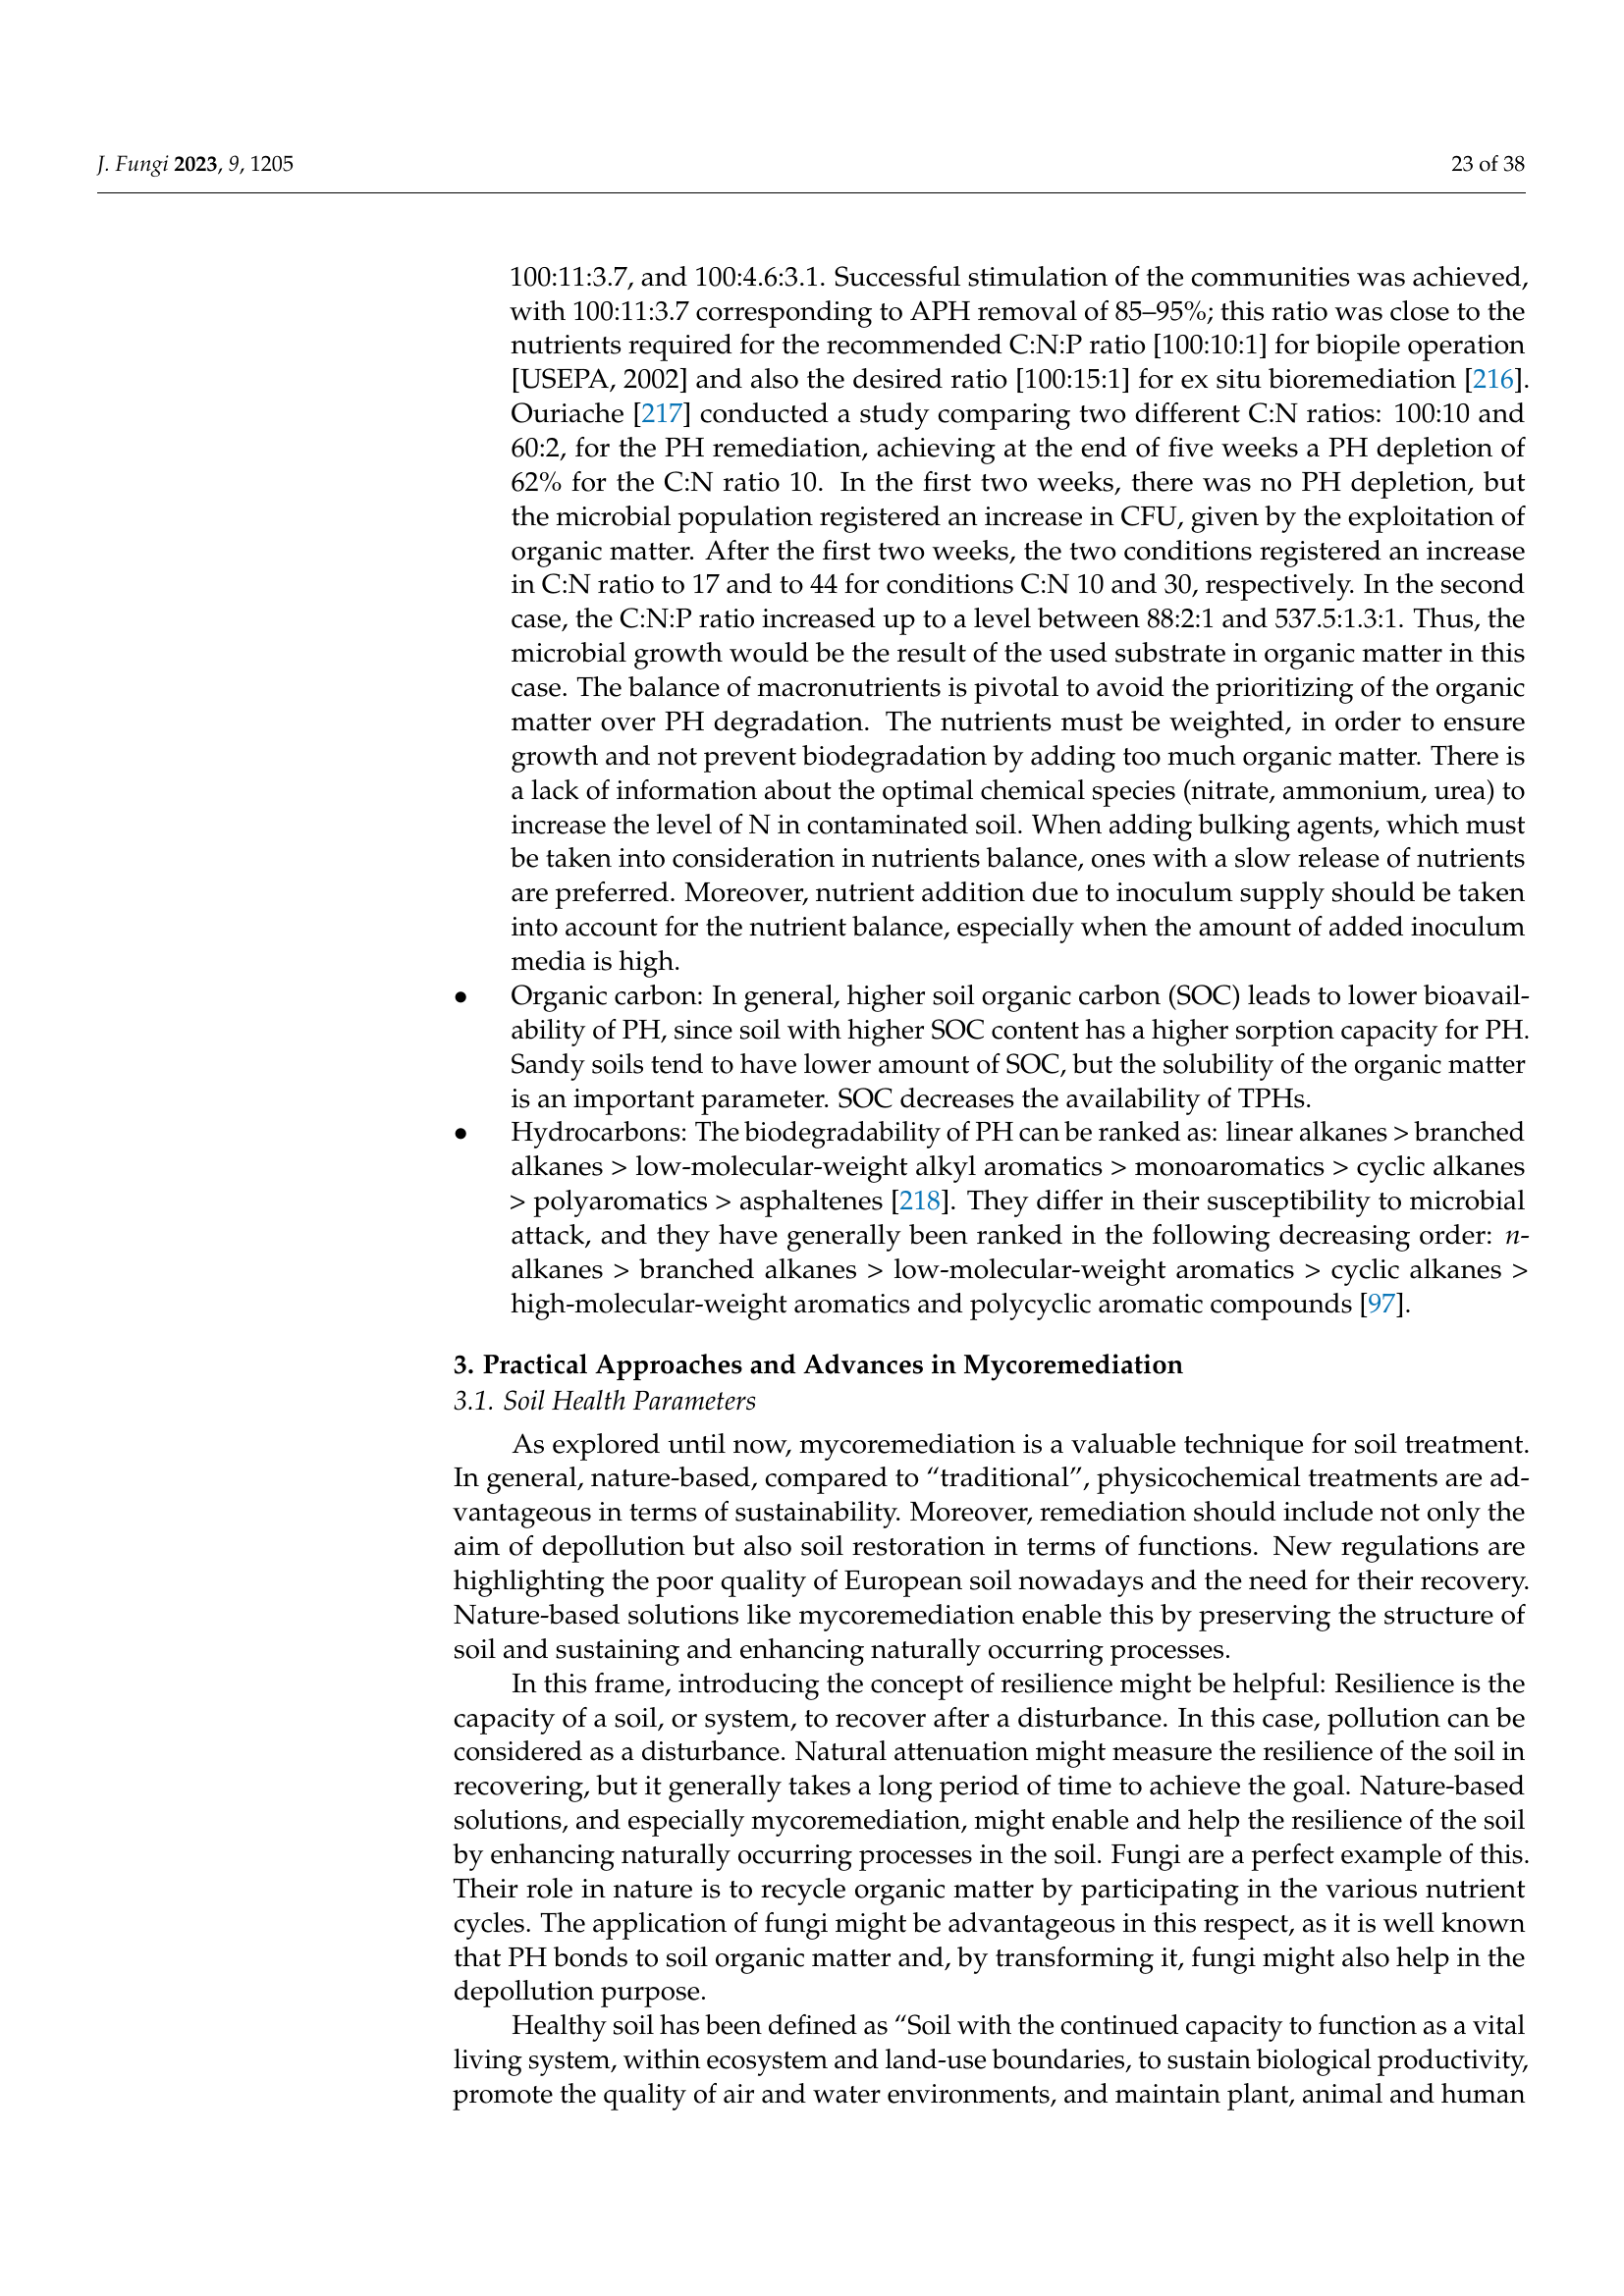 J. Fungi 2023, 9, 1205
23 of 38
100:11:3.7, and 100:4.6:3.1. Successful stimulation of the communities was achieved,
with 100:11:3.7 corresponding to APH removal of 85–95%; this ratio was close to the
nutrients required for the recommended C:N:P ratio [100:10:1] for biopile operation
[USEPA, 2002] and also the desired ratio [100:15:1] for ex situ bioremediation [216].
Ouriache [217] conducted a study comparing two different C:N ratios: 100:10 and
60:2, for the PH remediation, achieving at the end of five weeks a PH depletion of
62% for the C:N ratio 10. In the first two weeks, there was no PH depletion, but
the microbial population registered an increase in CFU, given by the exploitation of
organic matter. After the first two weeks, the two conditions registered an increase
in C:N ratio to 17 and to 44 for conditions C:N 10 and 30, respectively. In the second
case, the C:N:P ratio increased up to a level between 88:2:1 and 537.5:1.3:1. Thus, the
microbial growth would be the result of the used substrate in organic matter in this
case. The balance of macronutrients is pivotal to avoid the prioritizing of the organic
matter over PH degradation. The nutrients must be weighted, in order to ensure
growth and not prevent biodegradation by adding too much organic matter. There is
a lack of information about the optimal chemical species (nitrate, ammonium, urea) to
increase the level of N in contaminated soil. When adding bulking agents, which must
be taken into consideration in nutrients balance, ones with a slow release of nutrients
are preferred. Moreover, nutrient addition due to inoculum supply should be taken
into account for the nutrient balance, especially when the amount of added inoculum
media is high.
• Organic carbon: In general, higher soil organic carbon (SOC) leads to lower bioavail-
ability of PH, since soil with higher SOC content has a higher sorption capacity for PH.
Sandy soils tend to have lower amount of SOC, but the solubility of the organic matter
is an important parameter. SOC decreases the availability of TPHs.
• Hydrocarbons: The biodegradability of PH can be ranked as: linear alkanes > branched
alkanes > low-molecular-weight alkyl aromatics > monoaromatics > cyclic alkanes
> polyaromatics > asphaltenes [218]. They differ in their susceptibility to microbial
attack, and they have generally been ranked in the following decreasing order: n-
alkanes > branched alkanes > low-molecular-weight aromatics > cyclic alkanes >
high-molecular-weight aromatics and polycyclic aromatic compounds [97].
3. Practical Approaches and Advances in Mycoremediation
3.1. Soil Health Parameters
As explored until now, mycoremediation is a valuable technique for soil treatment.
In general, nature-based, compared to “traditional”, physicochemical treatments are ad-
vantageous in terms of sustainability. Moreover, remediation should include not only the
aim of depollution but also soil restoration in terms of functions. New regulations are
highlighting the poor quality of European soil nowadays and the need for their recovery.
Nature-based solutions like mycoremediation enable this by preserving the structure of
soil and sustaining and enhancing naturally occurring processes.
In this frame, introducing the concept of resilience might be helpful: Resilience is the
capacity of a soil, or system, to recover after a disturbance. In this case, pollution can be
considered as a disturbance. Natural attenuation might measure the resilience of the soil in
recovering, but it generally takes a long period of time to achieve the goal. Nature-based
solutions, and especially mycoremediation, might enable and help the resilience of the soil
by enhancing naturally occurring processes in the soil. Fungi are a perfect example of this.
Their role in nature is to recycle organic matter by participating in the various nutrient
cycles. The application of fungi might be advantageous in this respect, as it is well known
that PH bonds to soil organic matter and, by transforming it, fungi might also help in the
depollution purpose.
Healthy soil has been defined as “Soil with the continued capacity to function as a vital
living system, within ecosystem and land-use boundaries, to sustain biological productivity,
promote the quality of air and water environments, and maintain plant, animal and human